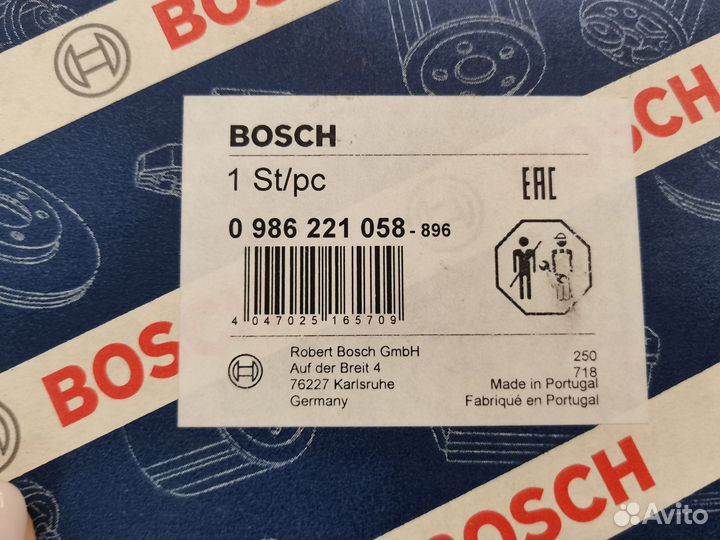 BOSCH
BOSCH
BOSCH
1 St/pc
EAC
0 986 221 058 - 896
4 047025 165709
Robert Bosch GmbH
Auf der Breit 4
76227 Karlsruhe
Germany
250
718
Made in Portugal
Fabriqué en Portugal
BOSCH
BOSCH
Avito